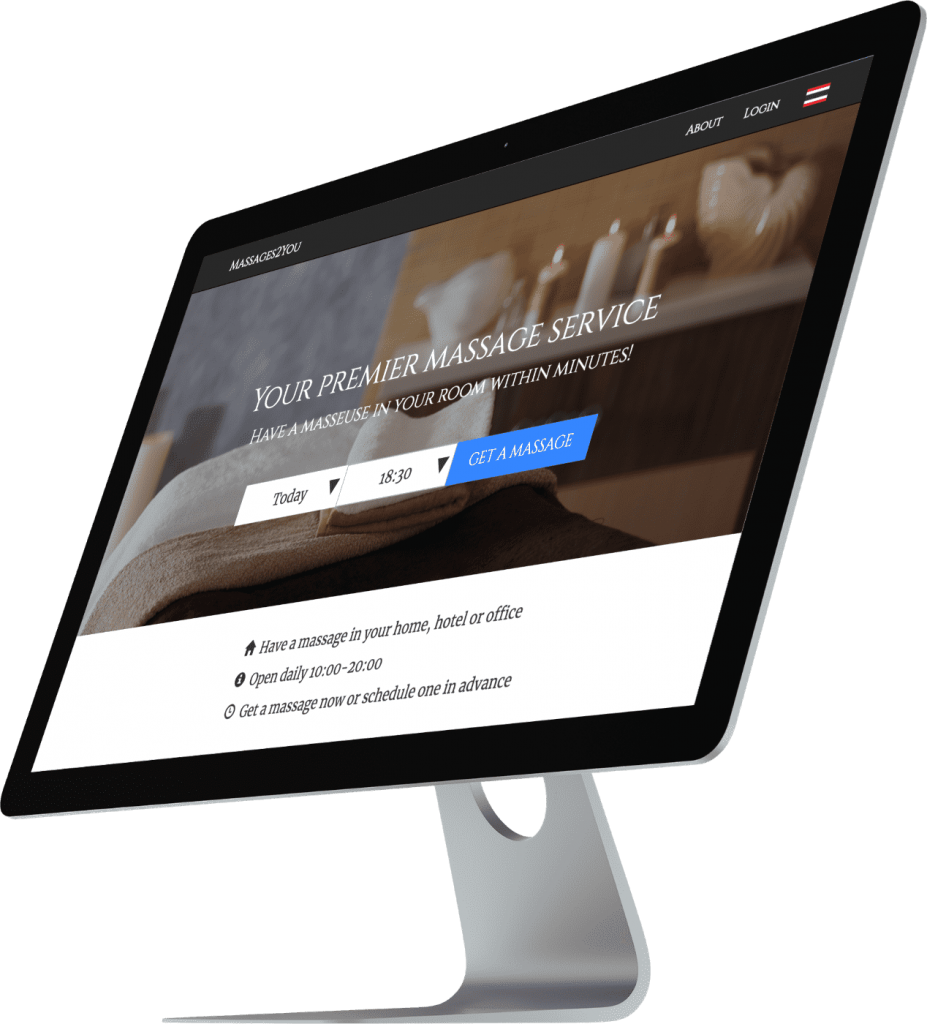 MASSAGES2YOU
ABOUT LOGIN
YOUR PREMIER MASSAGE SERVICE
HAVE A MASSEUSE IN YOUR ROOM WITHIN MINUTES!
Today 18:30 GET A MASSAGE
Have a massage in your home, hotel or office
Open daily 10:00-20:00
Get a massage now or schedule one in advance